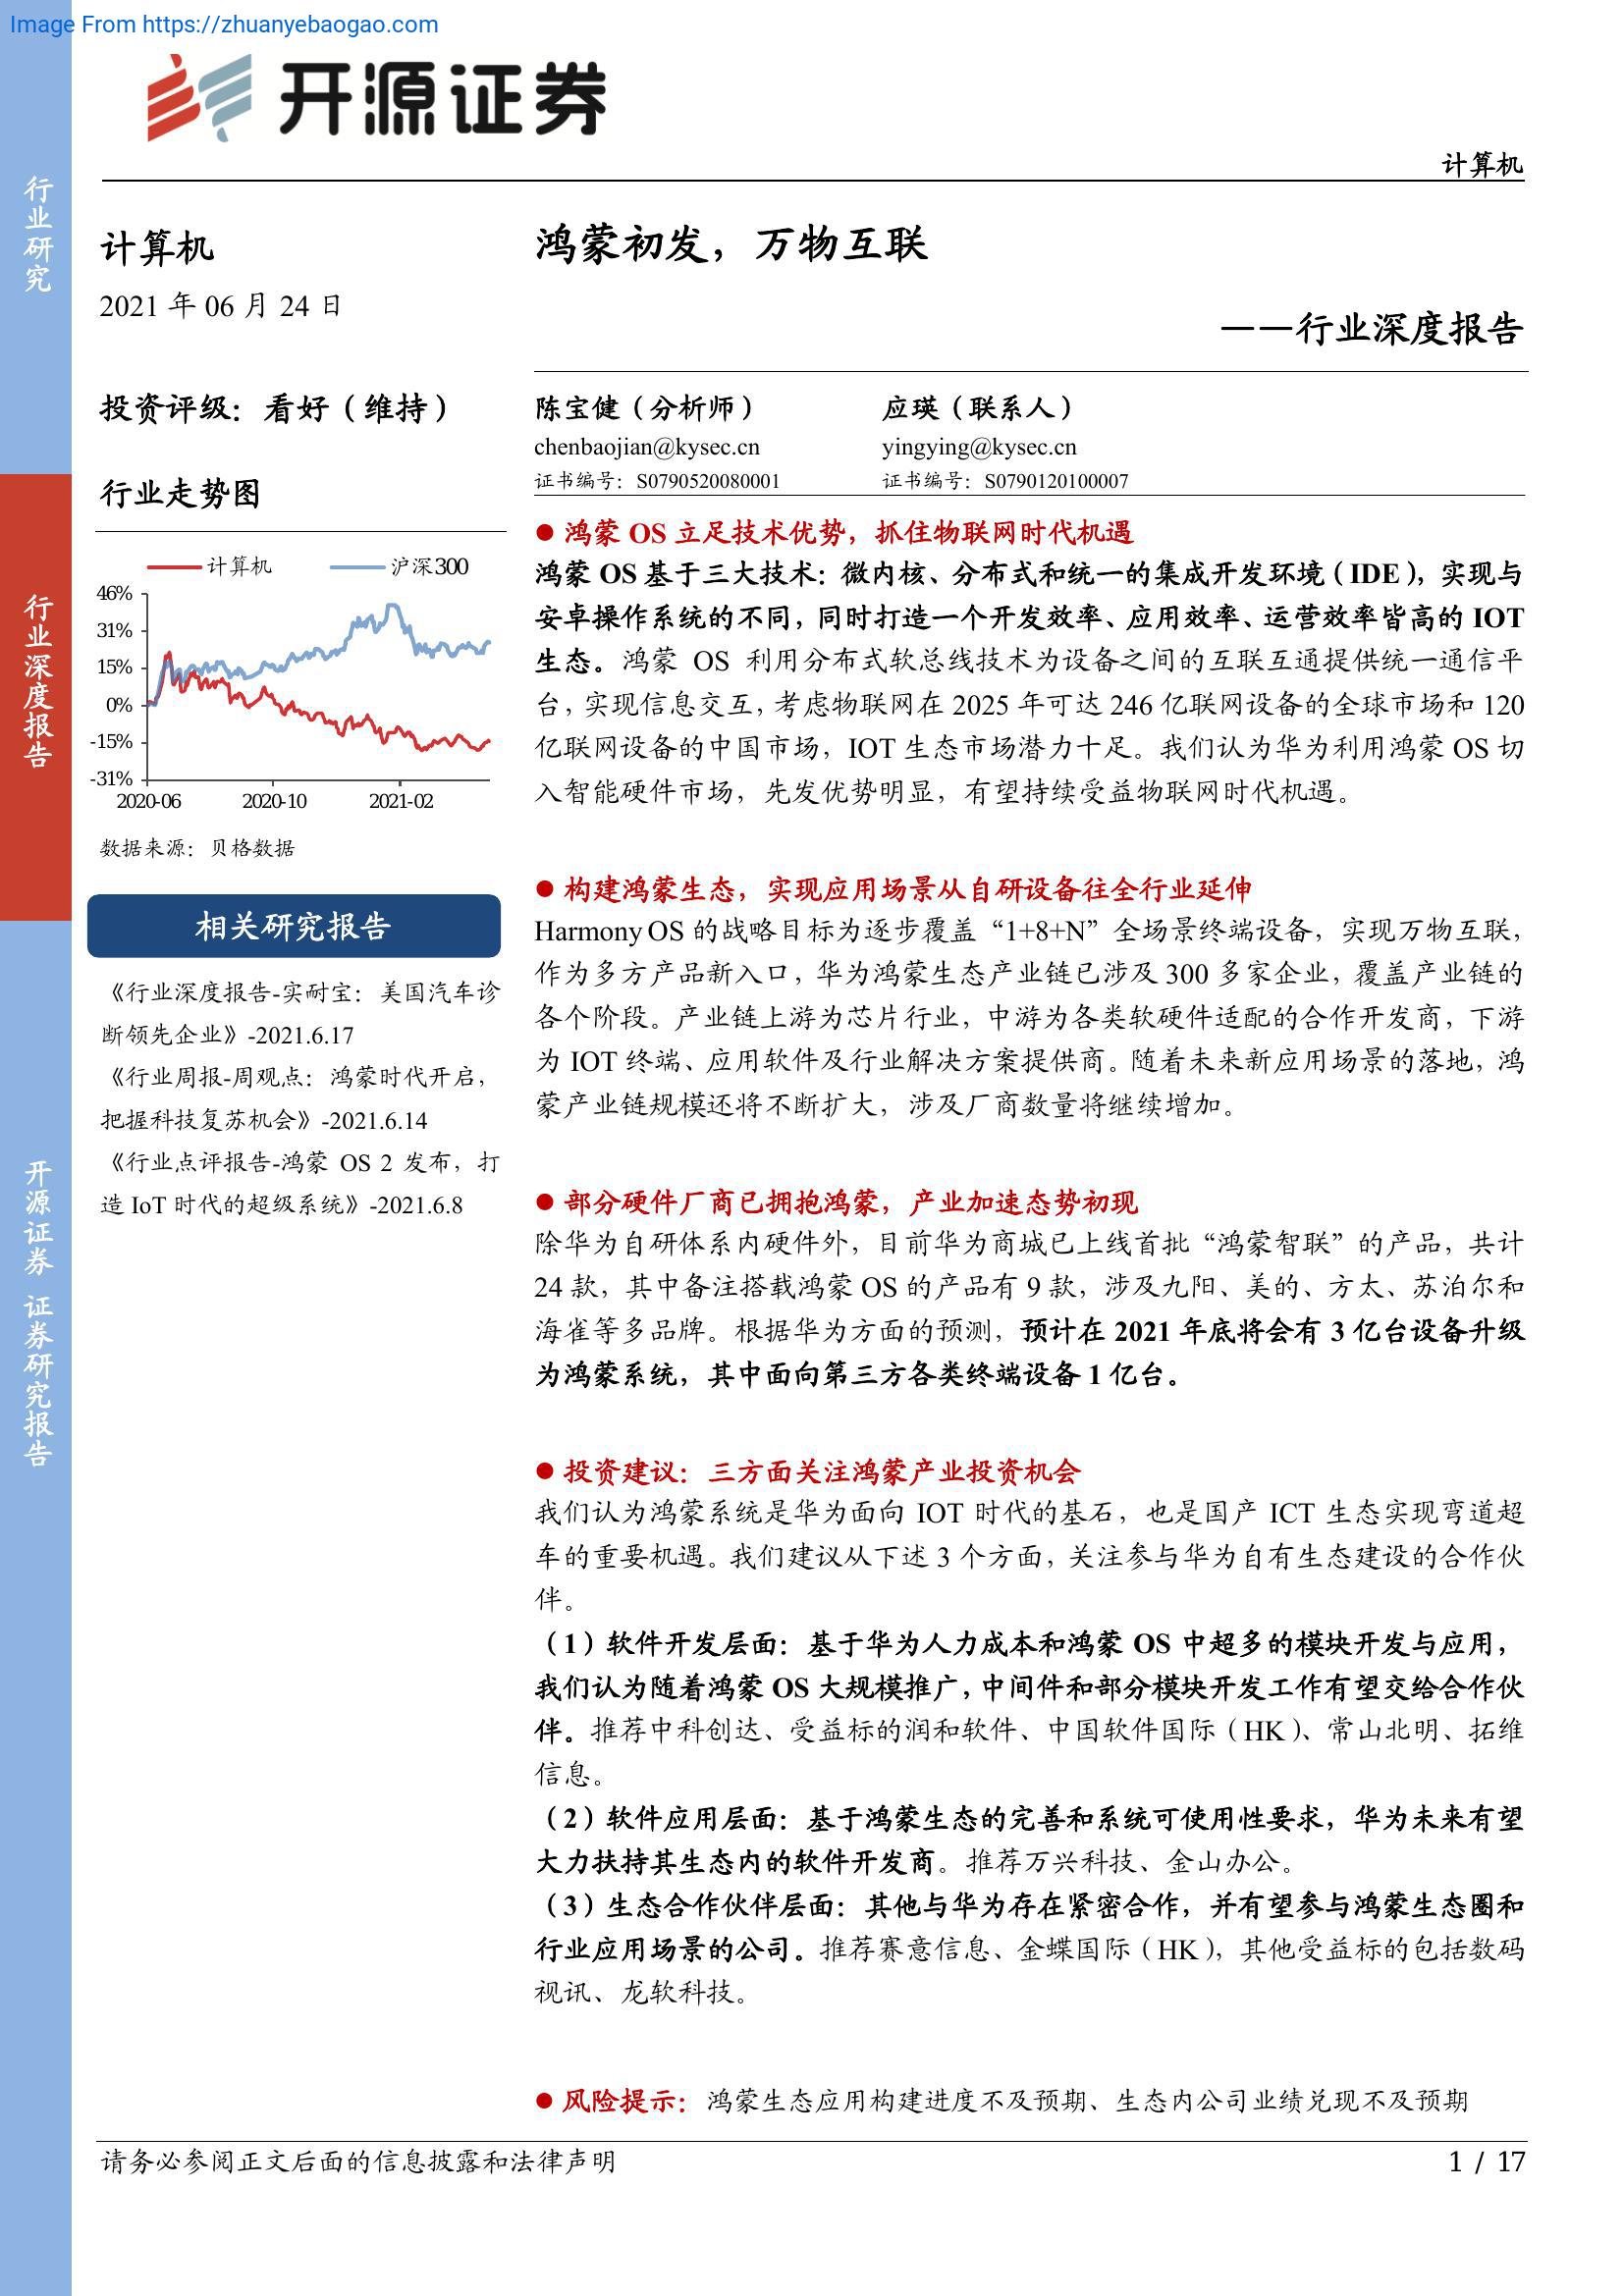 Image From https://zhuanyebaogao.com
开源证券
计算机
行业研究
行业深度报告
开源证券 证券研究报告
计算机
2021 年 06 月 24 日
投资评级：看好（维持）
行业走势图
计算机 沪深300
46%
31%
15%
0%
-15%
-31%
2020-06 2020-10 2021-02
数据来源：贝格数据
相关研究报告
《行业深度报告-实耐宝：美国汽车诊
断领先企业》-2021.6.17
《行业周报-周观点：鸿蒙时代开启，
把握科技复苏机会》-2021.6.14
《行业点评报告-鸿蒙 OS 2 发布，打
造 IoT 时代的超级系统》-2021.6.8
鸿蒙初发，万物互联
——行业深度报告
陈宝健（分析师） 应瑛（联系人）
chenbaojian@kysec.cn yingying@kysec.cn
证书编号：S0790520080001 证书编号：S0790120100007
● 鸿蒙 OS 立足技术优势，抓住物联网时代机遇
鸿蒙 OS 基于三大技术：微内核、分布式和统一的集成开发环境（IDE），实现与
安卓操作系统的不同，同时打造一个开发效率、应用效率、运营效率皆高的 IOT
生态。鸿蒙 OS 利用分布式软总线技术为设备之间的互联互通提供统一通信平
台，实现信息交互，考虑物联网在 2025 年可达 246 亿联网设备的全球市场和 120
亿联网设备的中国市场，IOT 生态市场潜力十足。我们认为华为利用鸿蒙 OS 切
入智能硬件市场，先发优势明显，有望持续受益物联网时代机遇。
● 构建鸿蒙生态，实现应用场景从自研设备往全行业延伸
Harmony OS 的战略目标为逐步覆盖“1+8+N”全场景终端设备，实现万物互联，
作为多方产品新入口，华为鸿蒙生态产业链已涉及 300 多家企业，覆盖产业链的
各个阶段。产业链上游为芯片行业，中游为各类软硬件适配的合作开发商，下游
为 IOT 终端、应用软件及行业解决方案提供商。随着未来新应用场景的落地，鸿
蒙产业链规模还将不断扩大，涉及厂商数量将继续增加。
● 部分硬件厂商已拥抱鸿蒙，产业加速态势初现
除华为自研体系内硬件外，目前华为商城已上线首批“鸿蒙智联”的产品，共计
24 款，其中备注搭载鸿蒙 OS 的产品有 9 款，涉及九阳、美的、方太、苏泊尔和
海雀等多品牌。根据华为方面的预测，预计在 2021 年底将会有 3 亿台设备升级
为鸿蒙系统，其中面向第三方各类终端设备 1 亿台。
● 投资建议：三方面关注鸿蒙产业投资机会
我们认为鸿蒙系统是华为面向 IOT 时代的基石，也是国产 ICT 生态实现弯道超
车的重要机遇。我们建议从下述 3 个方面，关注参与华为自有生态建设的合作伙
伴。
（1）软件开发层面：基于华为人力成本和鸿蒙 OS 中超多的模块开发与应用，
我们认为随着鸿蒙 OS 大规模推广，中间件和部分模块开发工作有望交给合作伙
伴。推荐中科创达、受益标的润和软件、中国软件国际（HK）、常山北明、拓维
信息。
（2）软件应用层面：基于鸿蒙生态的完善和系统可使用性要求，华为未来有望
大力扶持其生态内的软件开发商。推荐万兴科技、金山办公。
（3）生态合作伙伴层面：其他与华为存在紧密合作，并有望参与鸿蒙生态圈和
行业应用场景的公司。推荐赛意信息、金蝶国际（HK），其他受益标的包括数码
视讯、龙软科技。
● 风险提示：鸿蒙生态应用构建进度不及预期、生态内公司业绩兑现不及预期
请务必参阅正文后面的信息披露和法律声明 1 / 17